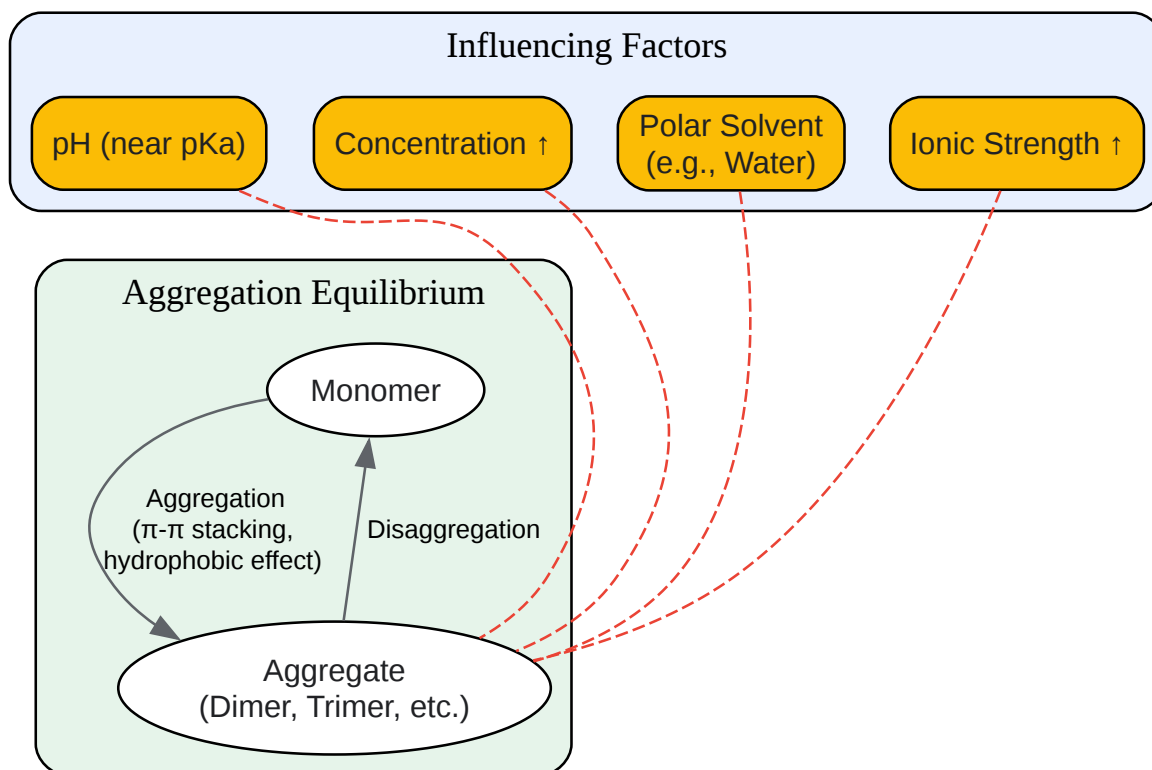 Influencing Factors
pH (near pKa)
Concentration ↑
Polar Solvent
(e.g., Water)
Ionic Strength ↑
Aggregation Equilibrium
Monomer
Aggregation
(π-π stacking,
hydrophobic effect)
Disaggregation
Aggregate
(Dimer, Trimer, etc.)